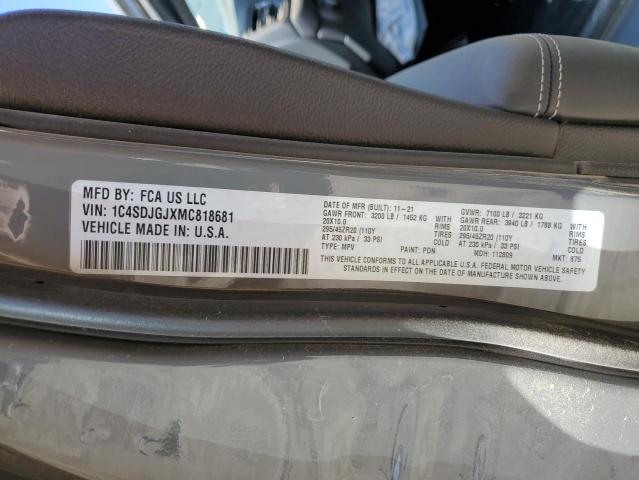 MFD BY: FCA US LLC
VIN: 1C4SDJGJXMC818681
VEHICLE MADE IN: U.S.A.
DATE OF MFR (BUILT): 11-21 GVWR: 7100 LB / 3221 KG
GAWR FRONT: 3200 LB / 1452 KG WITH GAWR REAR: 3940 LB / 1788 KG WITH
20X10.0 RIMS 20X10.0 RIMS
295/45ZR20 (110Y TIRES 295/45ZR20 (110Y TIRES
AT 230 kPa / 33 PSI COLD AT 230 kPa / 33 PSI COLD
TYPE: MPV PAINT: PDN MDH: 112809 MKT: 875
THIS VEHICLE CONFORMS TO ALL APPLICABLE U.S.A. FEDERAL MOTOR VEHICLE SAFETY
STANDARDS IN EFFECT ON THE DATE OF MANUFACTURE SHOWN ABOVE.